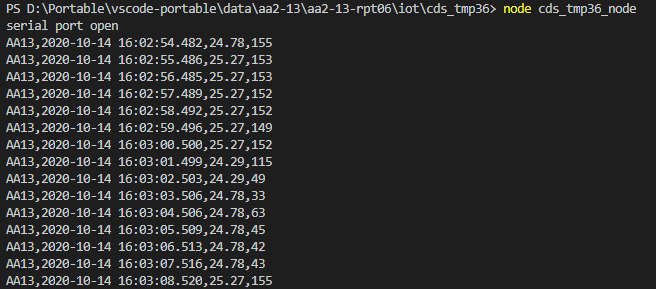 PS D:\Portable\vscode-portable\data\aa2-13\aa2-13-rpt06\iot\cds_tmp36> node cds_tmp36_node
serial port open
AA13,2020-10-14 16:02:54.482,24.78,155
AA13,2020-10-14 16:02:55.486,25.27,153
AA13,2020-10-14 16:02:56.485,25.27,153
AA13,2020-10-14 16:02:57.489,25.27,152
AA13,2020-10-14 16:02:58.492,25.27,152
AA13,2020-10-14 16:02:59.496,25.27,149
AA13,2020-10-14 16:03:00.500,25.27,152
AA13,2020-10-14 16:03:01.499,24.29,115
AA13,2020-10-14 16:03:02.503,24.29,49
AA13,2020-10-14 16:03:03.506,24.78,33
AA13,2020-10-14 16:03:04.506,24.78,63
AA13,2020-10-14 16:03:05.509,24.78,45
AA13,2020-10-14 16:03:06.513,24.78,42
AA13,2020-10-14 16:03:07.516,24.78,43
AA13,2020-10-14 16:03:08.520,25.27,155